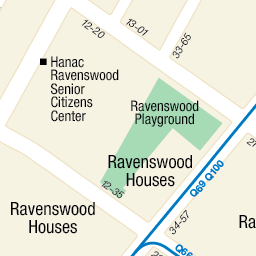 12-20
13-01
33-65
Hanac
Ravenswood
Senior
Citizens
Center
Ravenswood
Playground
Ravenswood
Houses
12-35
Q69 Q100
Ravenswood
Houses
34-57